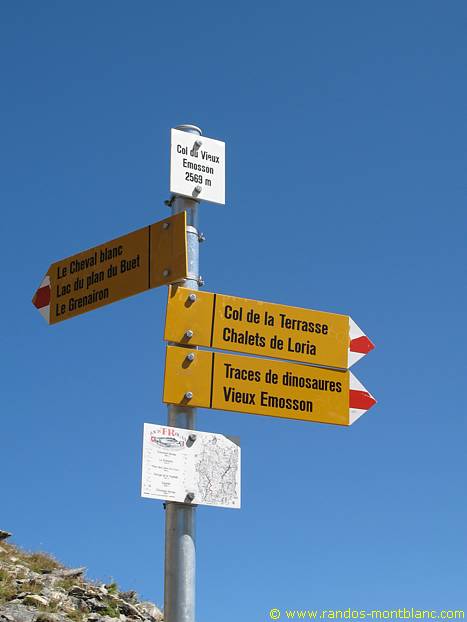 Col du Vieux
Emosson
2569 m
Le Cheval blanc
Lac du plan du Buet
Le Grenairon
Col de la Terrasse
Chalets de Loria
Traces de dinosaures
Vieux Emosson
© www.randos-montblanc.com